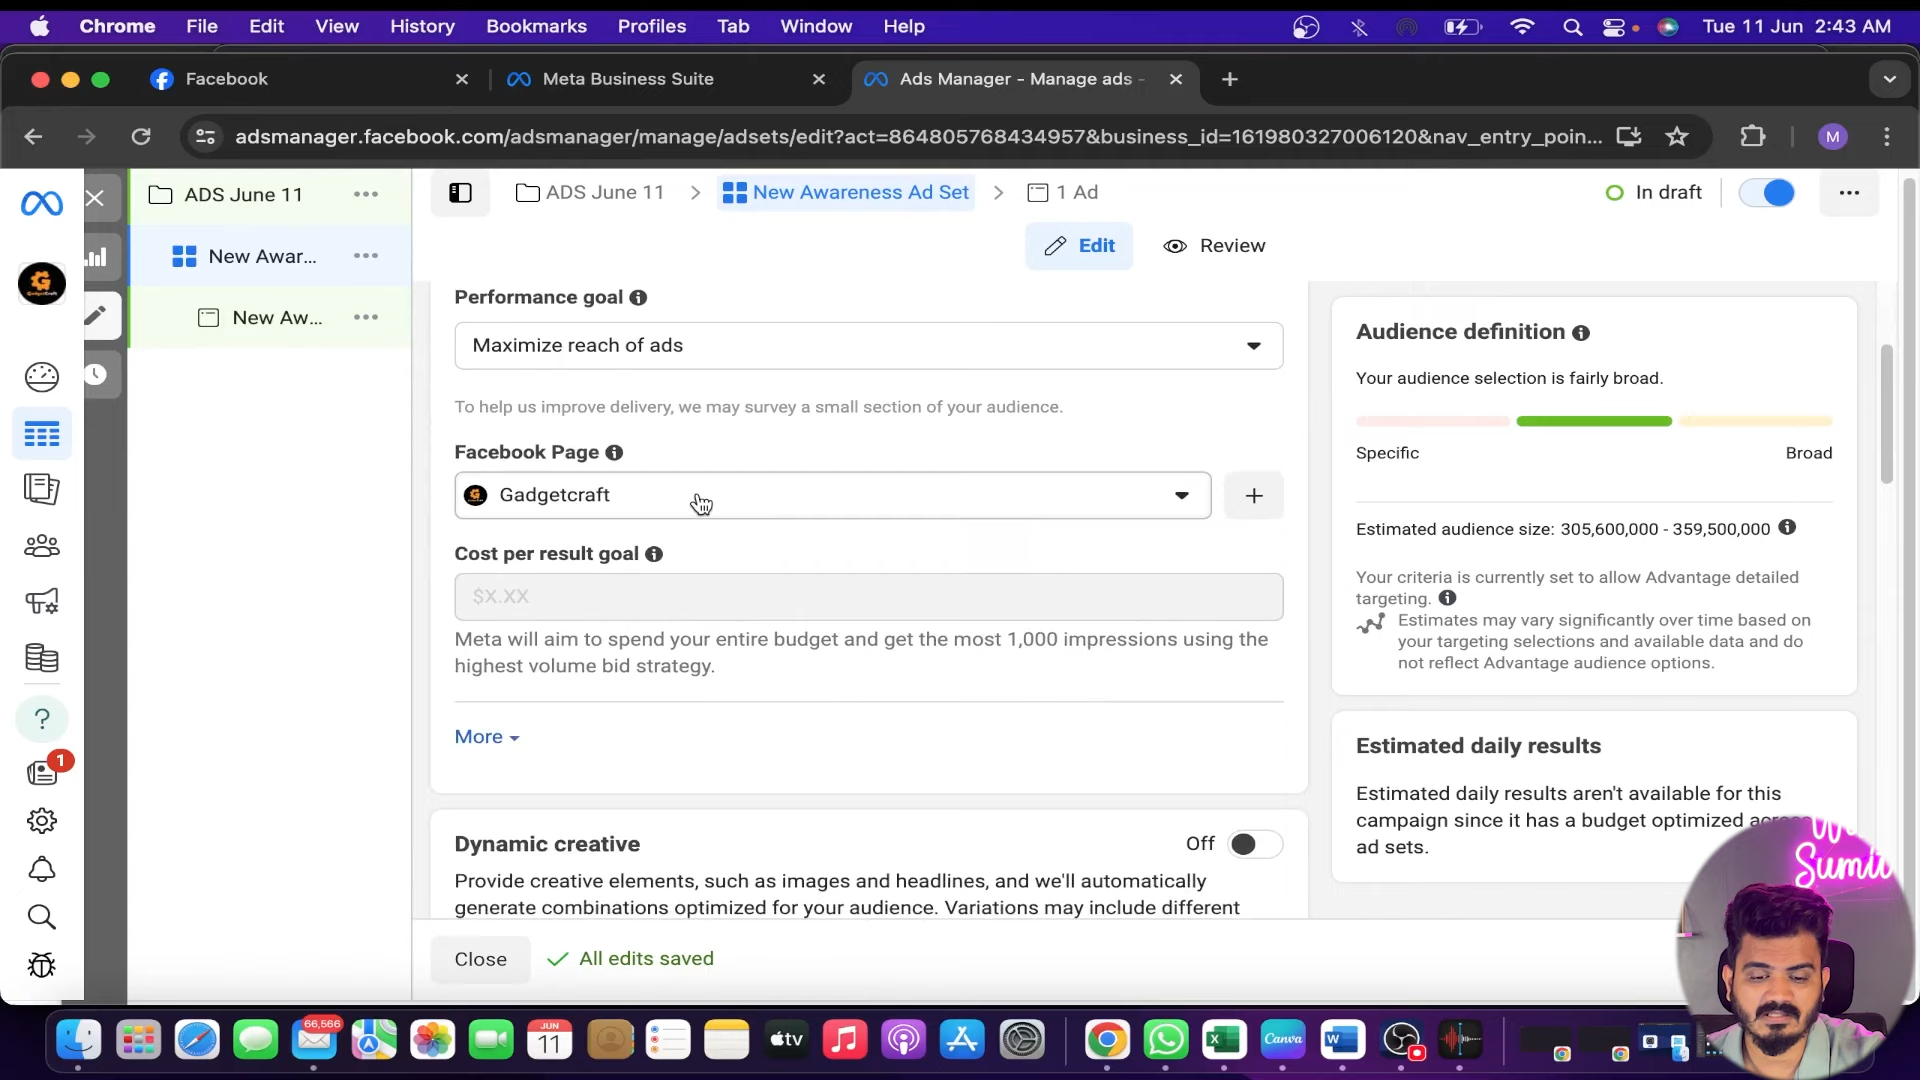 Chrome File Edit View History Bookmarks Profiles Tab Window Help Tue 11 Jun 2:43 AM
Facebook Meta Business Suite Ads Manager - Manage ads -
adsmanager.facebook.com/adsmanager/manage/adsets/edit?act=864805768434957&business_id=161980327006120&nav_entry_poin... M
ADS June 11
New Awar...
New Aw...
ADS June 11 > New Awareness Ad Set > 1 Ad In draft
Edit Review
Performance goal
Maximize reach of ads
To help us improve delivery, we may survey a small section of your audience.
Facebook Page
Gadgetcraft
Cost per result goal
$X.XX
Meta will aim to spend your entire budget and get the most 1,000 impressions using the
highest volume bid strategy.
More
Dynamic creative Off
Provide creative elements, such as images and headlines, and we'll automatically
generate combinations optimized for your audience. Variations may include different
Close All edits saved
Audience definition
Your audience selection is fairly broad.
Specific Broad
Estimated audience size: 305,600,000 - 359,500,000
Your criteria is currently set to allow Advantage detailed
targeting.
Estimates may vary significantly over time based on
your targeting selections and available data and do
not reflect Advantage audience options.
Estimated daily results
Estimated daily results aren't available for this
campaign since it has a budget optimized
ad sets.
Sumit
1
66,566
JUN
11
tv
Canva
W